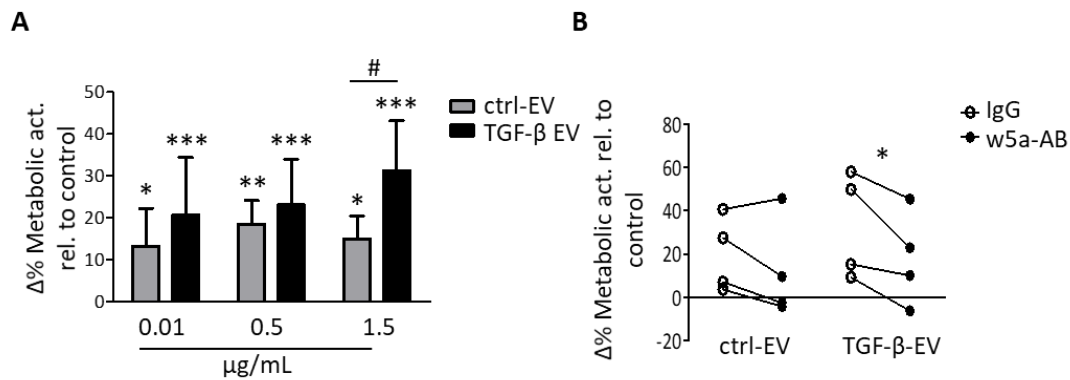 A
Δ% Metabolic act.
rel. to control
50
40
30
20
10
0
*
***
**
***
#
*
***
ctrl-EV
TGF-β EV
0.01
0.5
1.5
μg/mL
B
Δ% Metabolic act. rel. to
control
80
60
40
20
0
-20
*
IgG
w5a-AB
ctrl-EV
TGF-β-EV